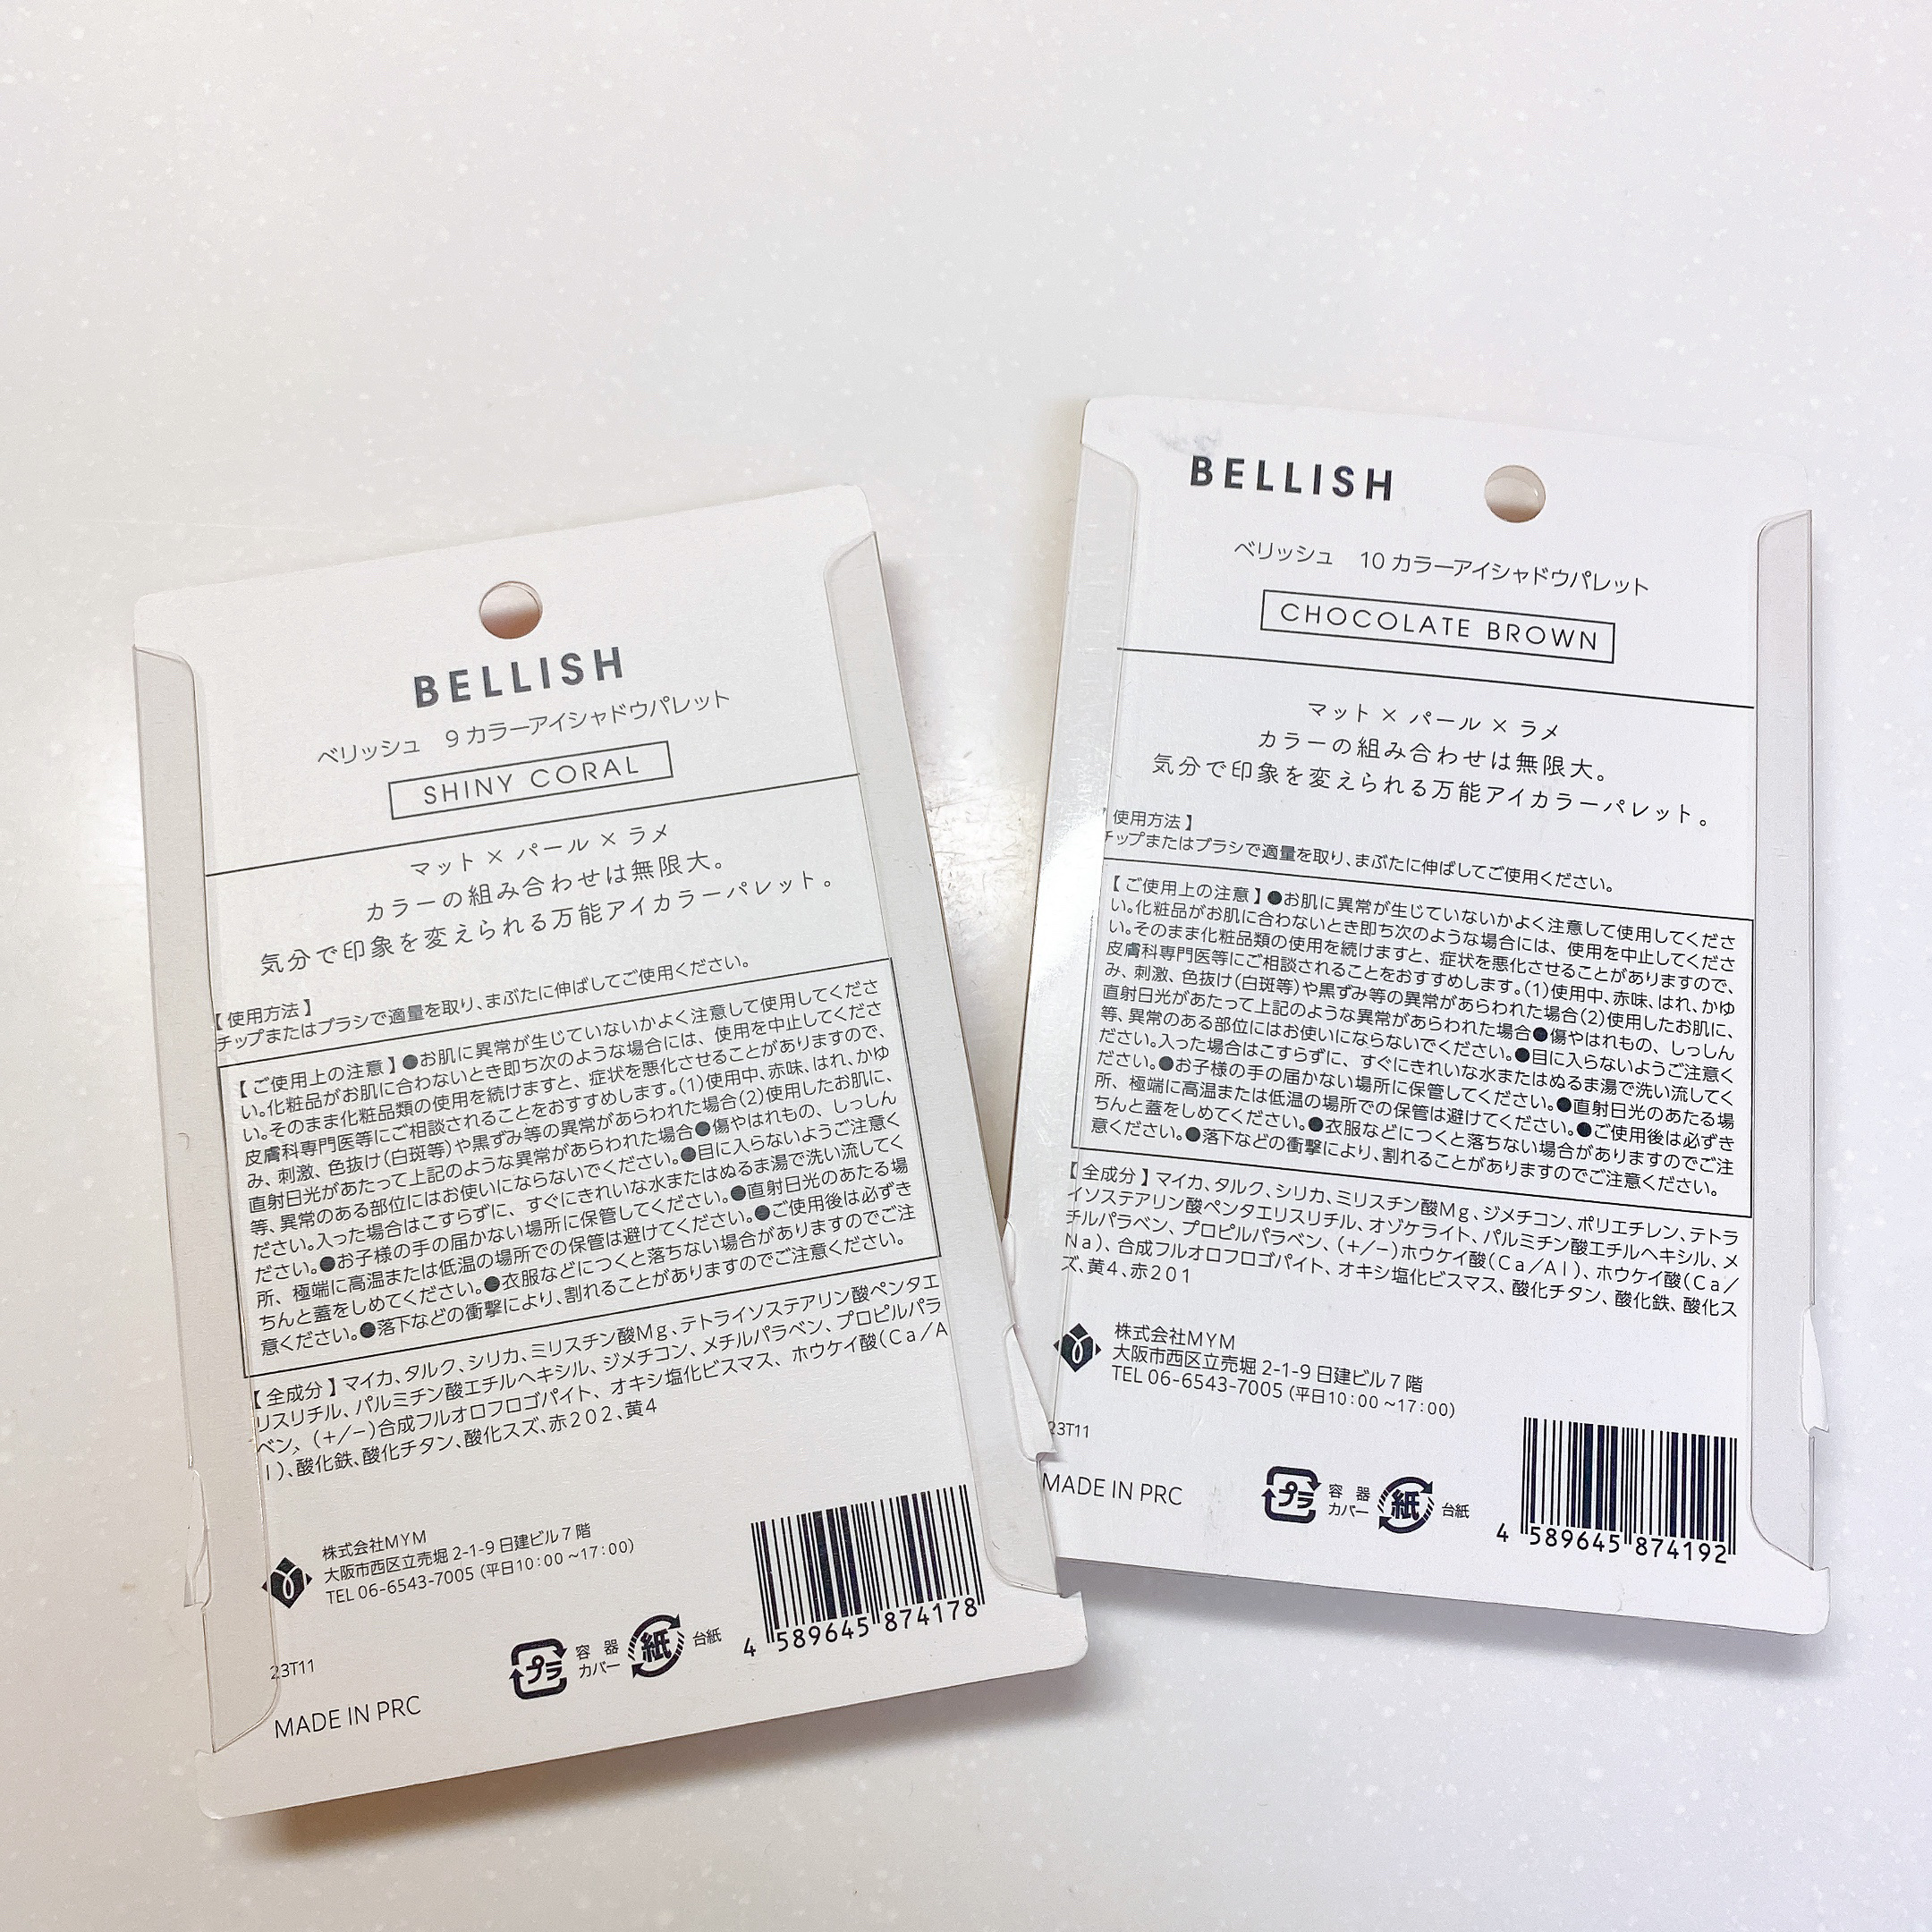 BELLISH
ベリッシュ　9 カラーアイシャドウパレット
SHINY CORAL
マット × パール × ラメ
カラーの組み合わせは無限大。
気分で印象を変えられる万能アイカラーパレット。
【使用方法】
チップまたはブラシで適量を取り、まぶたに伸ばしてご使用ください。
【ご使用上の注意】●お肌に異常が生じていないかよく注意して使用してくださ
い。化粧品がお肌に合わないとき即ち次のような場合には、使用を中止してくださ
い。そのまま化粧品類の使用を続けますと、症状を悪化させることがありますので、
皮膚科専門医等にご相談されることをおすすめします。(1)使用中、赤味、はれ、かゆ
み、刺激、色抜け(白斑等)や黒ずみ等の異常があらわれた場合(2)使用したお肌に、
直射日光があたって上記のような異常があらわれた場合●傷やはれもの、しっしん
等、異常のある部位にはお使いにならないでください。●目に入らないようご注意く
ださい。入った場合はこすらずに、すぐにきれいな水またはぬるま湯で洗い流してく
ださい。●お子様の手の届かない場所に保管してください。●直射日光のあたる場
所、極端に高温または低温の場所での保管は避けてください。●ご使用後は必ずき
ちんと蓋をしめてください。●衣服などにつくと落ちない場合がありますのでご注
意ください。●落下などの衝撃により、割れることがありますのでご注意ください。
【全成分】マイカ、タルク、シリカ、ミリスチン酸Mg、テトライソステアリン酸ペンタエ
リスリチル、パルミチン酸エチルヘキシル、ジメチコン、メチルパラベン、プロピルパラ
ベン、(+/-)合成フルオロフロゴパイト、オキシ塩化ビスマス、ホウケイ酸(Ca/A
l)、酸化鉄、酸化チタン、酸化スズ、赤202、黄4
株式会社MYM
大阪市西区立売堀 2-1-9 日建ビル7階
TEL 06-6543-7005 (平日10:00~17:00)
23T11
MADE IN PRC
プラ
容器
カバー
紙
台紙
4 589645 874178
BELLISH
ベリッシュ　10 カラーアイシャドウパレット
CHOCOLATE BROWN
マット × パール × ラメ
カラーの組み合わせは無限大。
気分で印象を変えられる万能アイカラーパレット。
使用方法】
チップまたはブラシで適量を取り、まぶたに伸ばしてご使用ください。
【ご使用上の注意】●お肌に異常が生じていないかよく注意して使用してくださ
い。化粧品がお肌に合わないとき即ち次のような場合には、使用を中止してくださ
い。そのまま化粧品類の使用を続けますと、症状を悪化させることがありますので、
皮膚科専門医等にご相談されることをおすすめします。(1)使用中、赤味、はれ、かゆ
み、刺激、色抜け(白斑等)や黒ずみ等の異常があらわれた場合(2)使用したお肌に、
直射日光があたって上記のような異常があらわれた場合●傷やはれもの、しっしん
等、異常のある部位にはお使いにならないでください。●目に入らないようご注意く
ださい。入った場合はこすらずに、すぐにきれいな水またはぬるま湯で洗い流してく
ださい。●お子様の手の届かない場所に保管してください。●直射日光のあたる場
所、極端に高温または低温の場所での保管は避けてください。●ご使用後は必ずき
ちんと蓋をしめてください。●衣服などにつくと落ちない場合がありますのでご注
意ください。●落下などの衝撃により、割れることがありますのでご注意ください。
【全成分】マイカ、タルク、シリカ、ミリスチン酸Mg、ジメチコン、ポリエチレン、テトラ
イソステアリン酸ペンタエリスリチル、オゾケライト、パルミチン酸エチルヘキシル、メ
チルパラベン、プロピルパラベン、(+/-)ホウケイ酸(Ca/Al)、ホウケイ酸(Ca/
Na)、合成フルオロフロゴパイト、オキシ塩化ビスマス、酸化チタン、酸化鉄、酸化ス
ズ、黄4、赤201
株式会社MYM
大阪市西区立売堀 2-1-9 日建ビル7階
TEL 06-6543-7005 (平日10:00~17:00)
23T11
MADE IN PRC
プラ
容器
カバー
紙
台紙
4 589645 874192